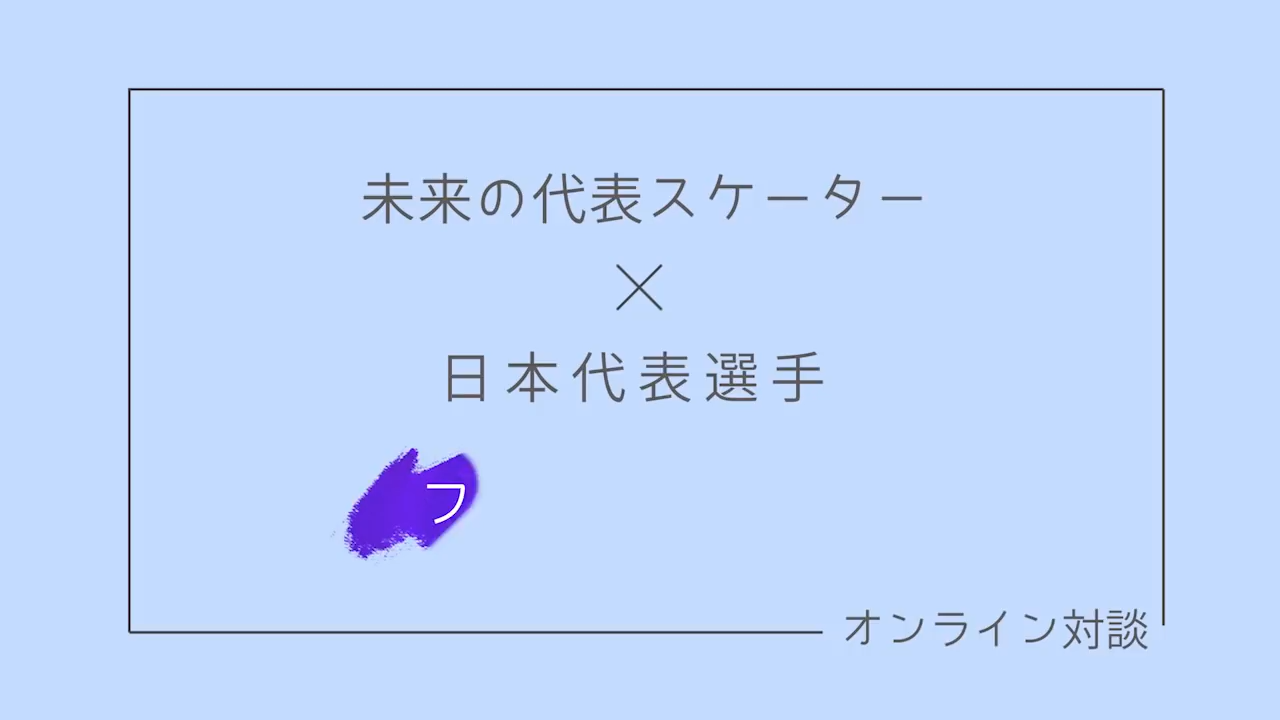 未来の代表スケーター
×
日本代表選手
フ
オンライン対談